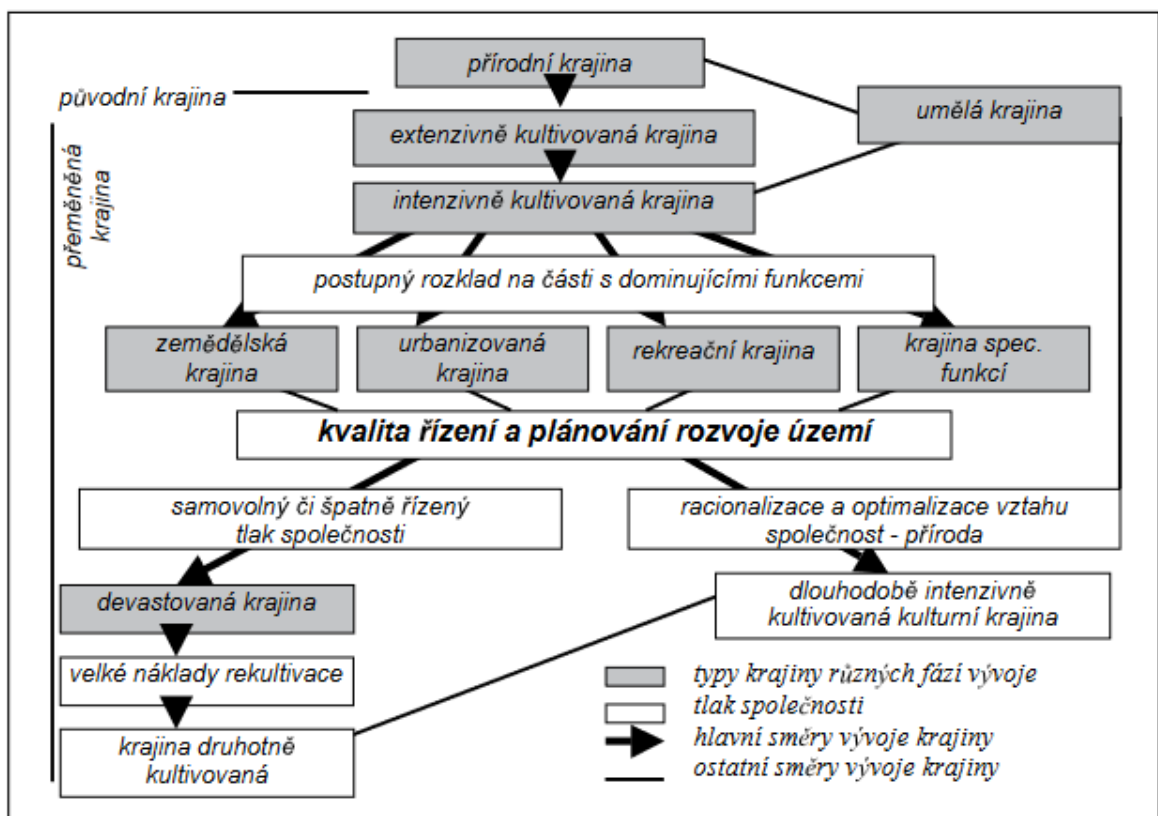 přírodní krajina
původní krajina
umělá krajina
extenzivně kultivovaná krajina
přeměněná
krajina
intenzivně kultivovaná krajina
postupný rozklad na části s dominujícími funkcemi
zemědělská
krajina
urbanizovaná
krajina
rekreační krajina
krajina spec.
funkcí
kvalita řízení a plánování rozvoje území
samovolný či špatně řízený
tlak společnosti
racionalizace a optimalizace vztahu
společnost - příroda
devastovaná krajina
dlouhodobě intenzivně
kultivovaná kulturní krajina
velké náklady rekultivace
krajina druhotně
kultivovaná
typy krajiny různých fází vývoje
tlak společnosti
hlavní směry vývoje krajiny
ostatní směry vývoje krajiny